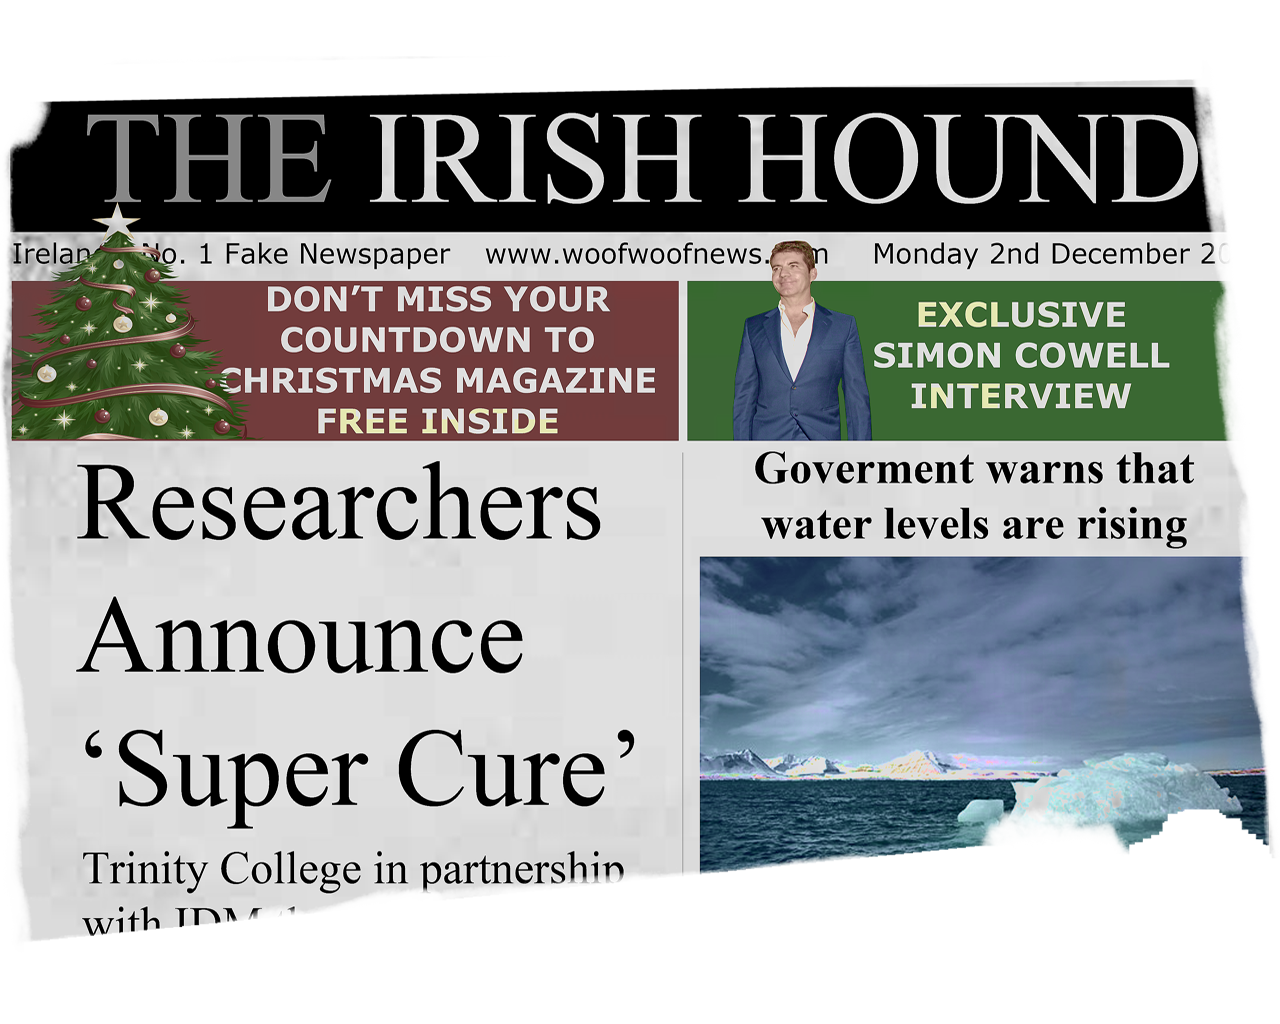 THE IRISH HOUND
No. 1 Fake Newspaper www.woofwoofnews. Monday 2nd December
DON’T MISS YOUR
COUNTDOWN TO
CHRISTMAS MAGAZINE
FREE INSIDE
EXCLUSIVE
SIMON COWELL
INTERVIEW
Researchers
Announce
‘Super Cure’
Trinity College in partnership
with
Goverment warns that
water levels are rising